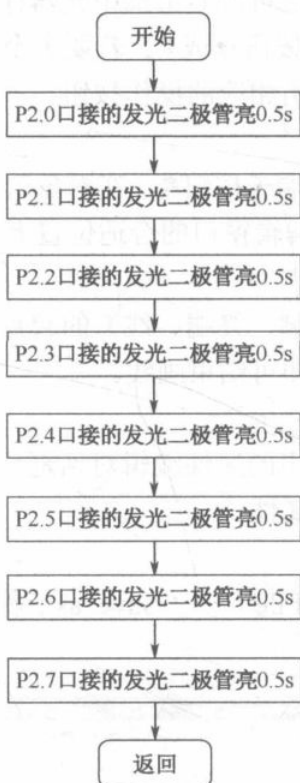 开始
P2.0口接的发光二极管亮0.5s
P2.1口接的发光二极管亮0.5s
P2.2口接的发光二极管亮0.5s
P2.3口接的发光二极管亮0.5s
P2.4口接的发光二极管亮0.5s
P2.5口接的发光二极管亮0.5s
P2.6口接的发光二极管亮0.5s
P2.7口接的发光二极管亮0.5s
返回